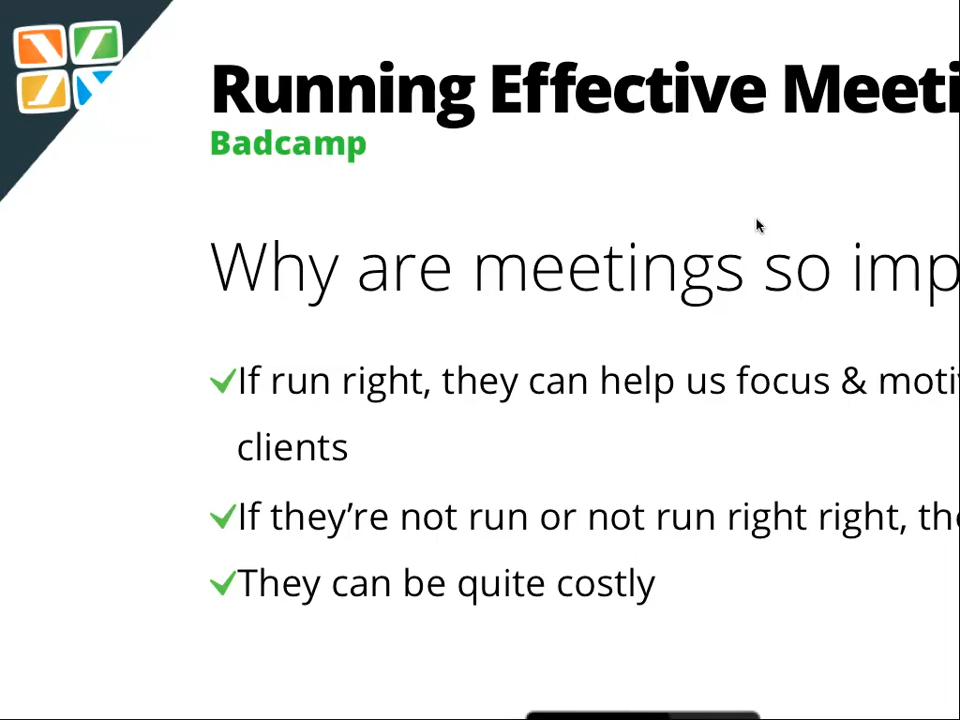 Running Effective Meeti
Badcamp
Why are meetings so imp
If run right, they can help us focus & moti
clients
If they’re not run or not run right right, the
They can be quite costly